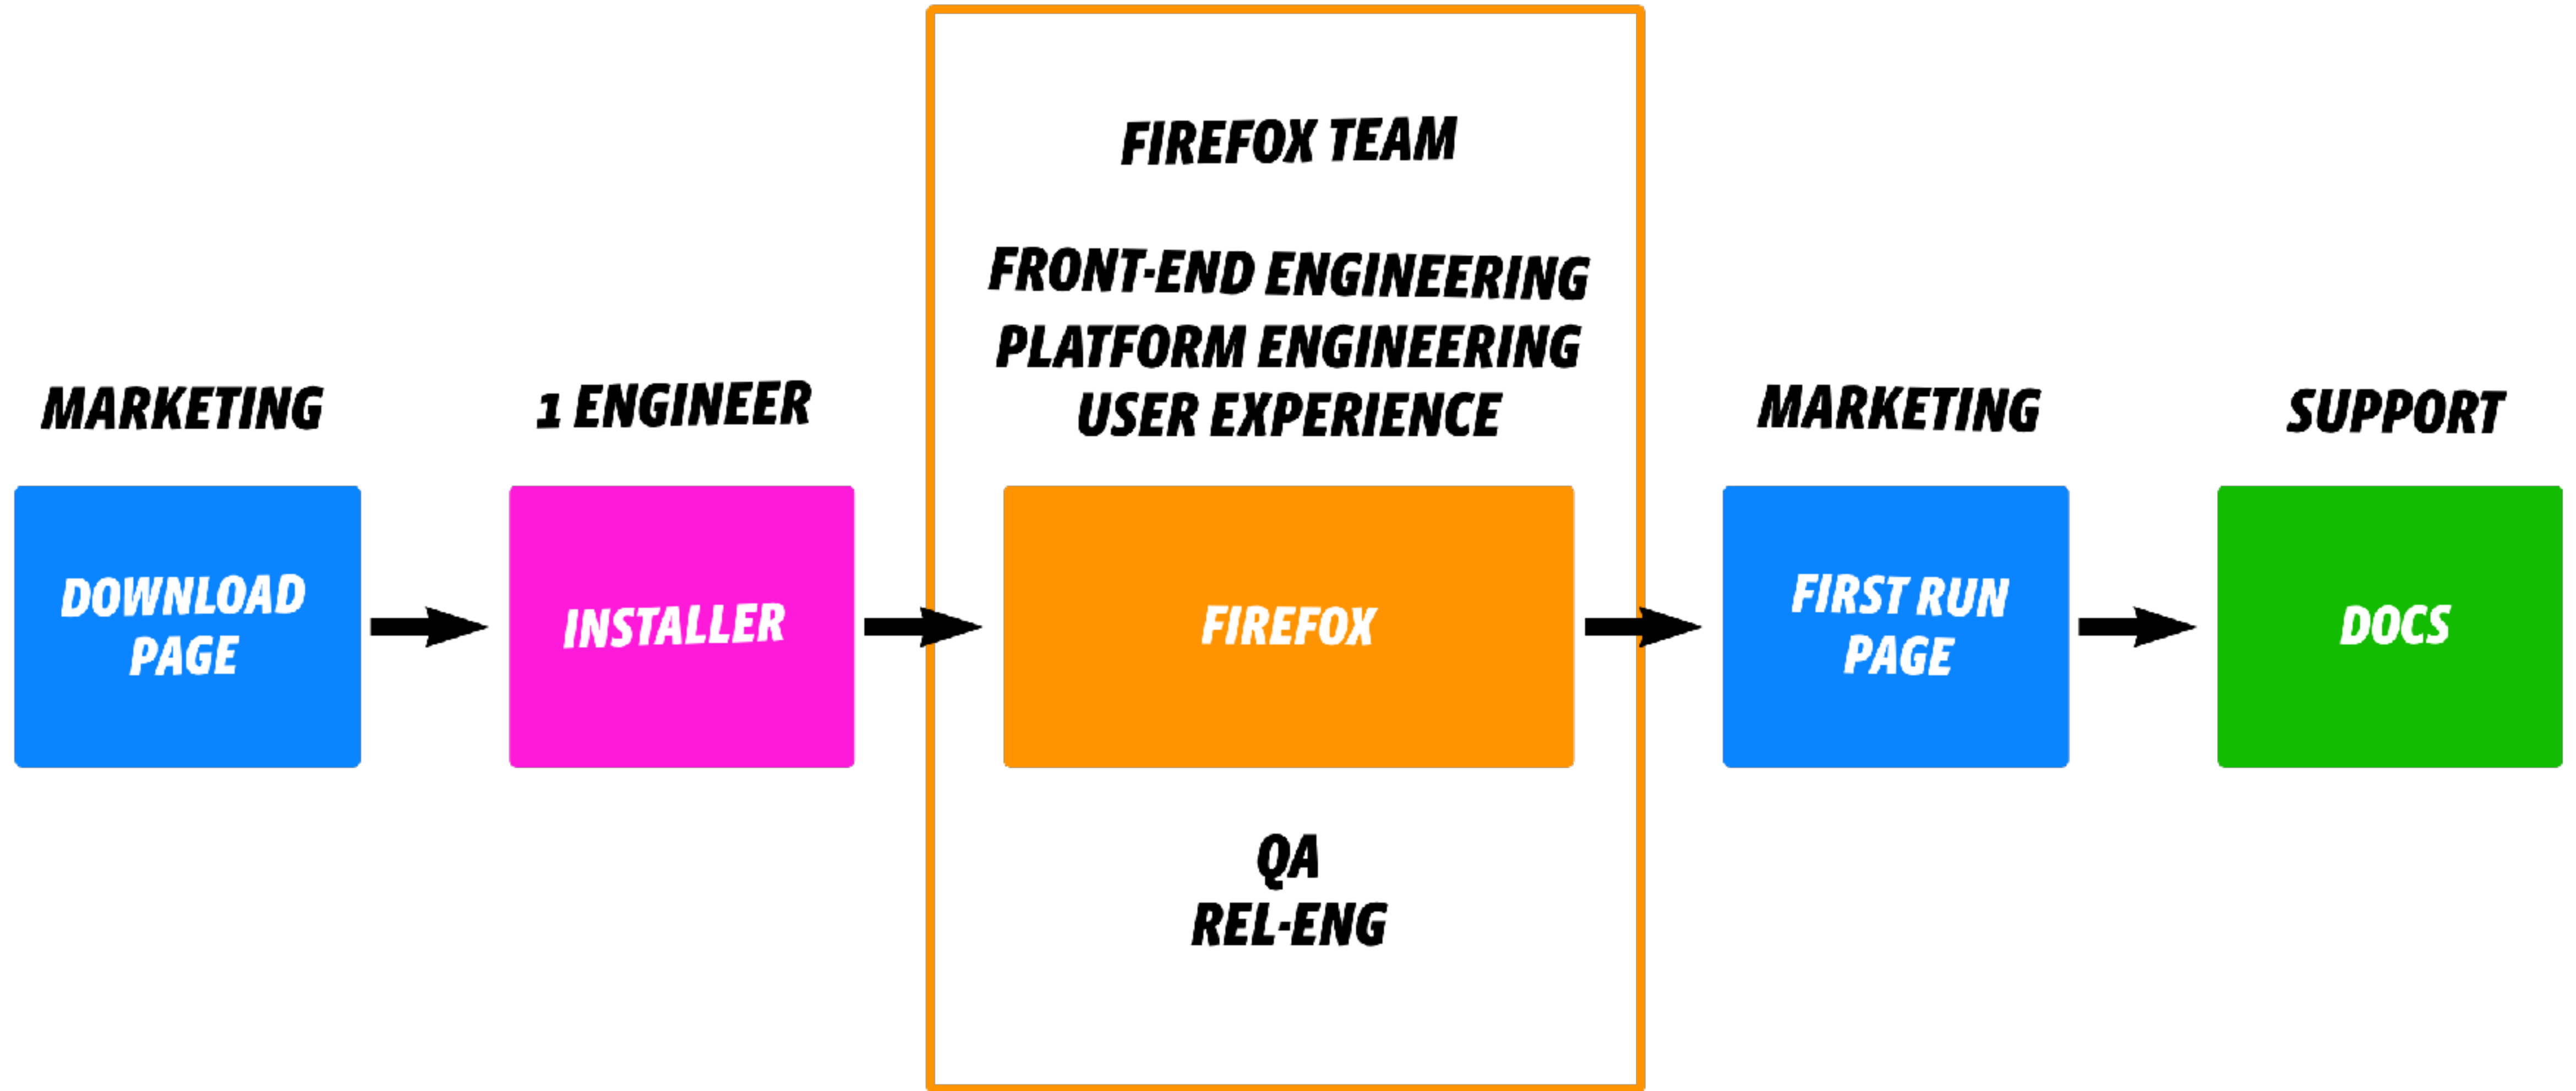 FIREFOX TEAM
FRONT-END ENGINEERING
PLATFORM ENGINEERING
USER EXPERIENCE
MARKETING
1 ENGINEER
MARKETING
SUPPORT
DOWNLOAD
PAGE
INSTALLER
FIREFOX
FIRST RUN
PAGE
DOCS
QA
REL-ENG